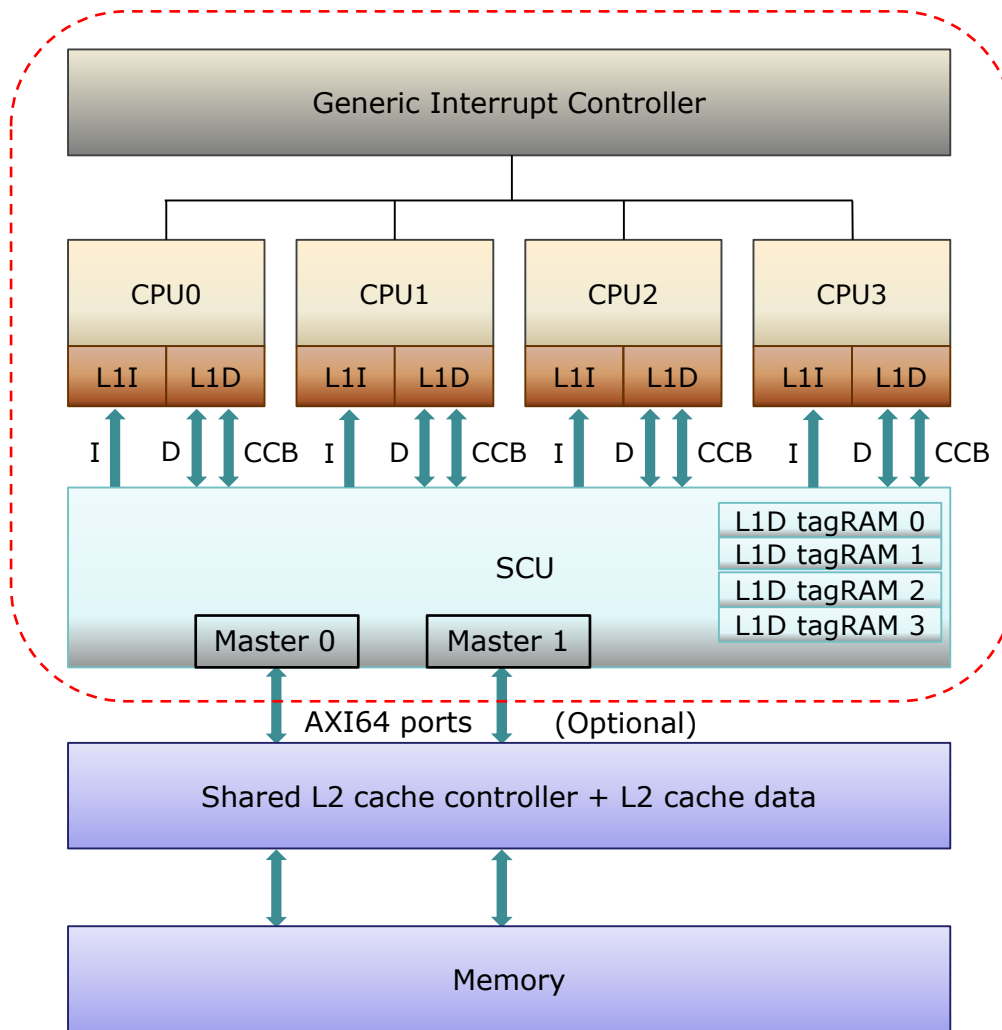 Generic Interrupt Controller
CPU0
CPU1
CPU2
CPU3
L1I
L1D
L1I
L1D
L1I
L1D
L1I
L1D
I
D
CCB
I
D
CCB
I
D
CCB
I
D
CCB
SCU
L1D tagRAM 0
L1D tagRAM 1
L1D tagRAM 2
L1D tagRAM 3
Master 0
Master 1
AXI64 ports
(Optional)
Shared L2 cache controller + L2 cache data
Memory